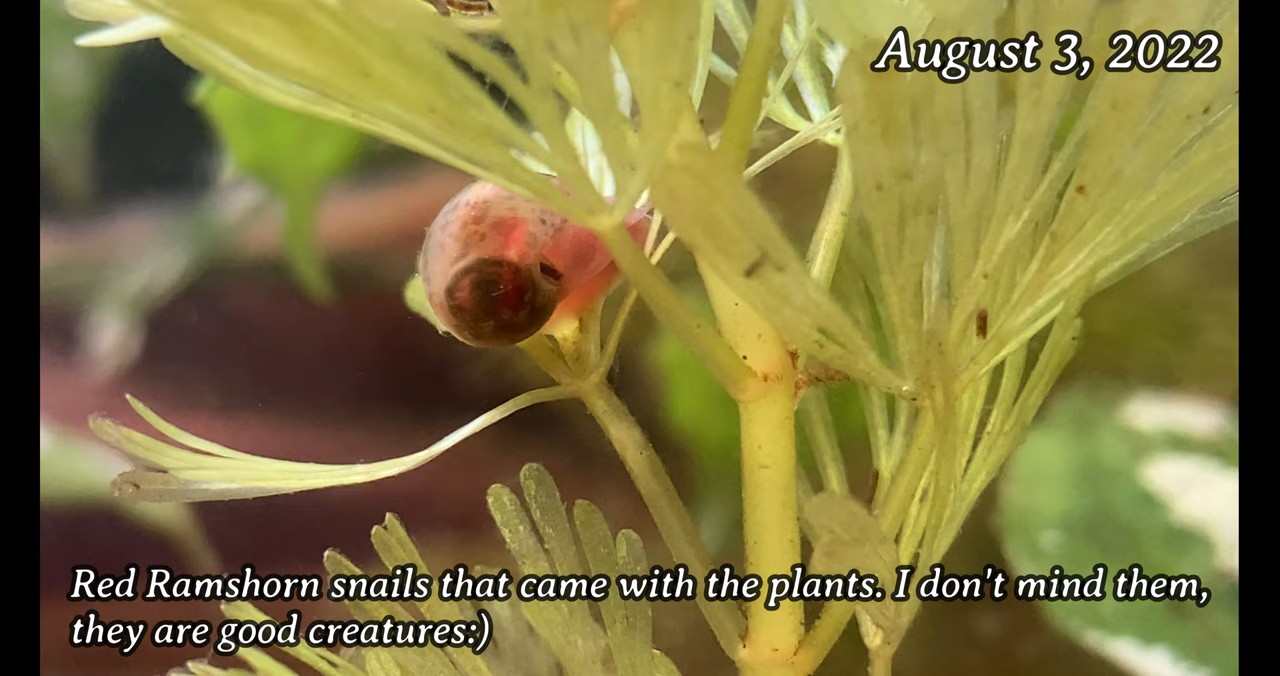 August 3, 2022
Red Ramshorn snails that came with the plants. I don't mind them,
they are good creatures:)